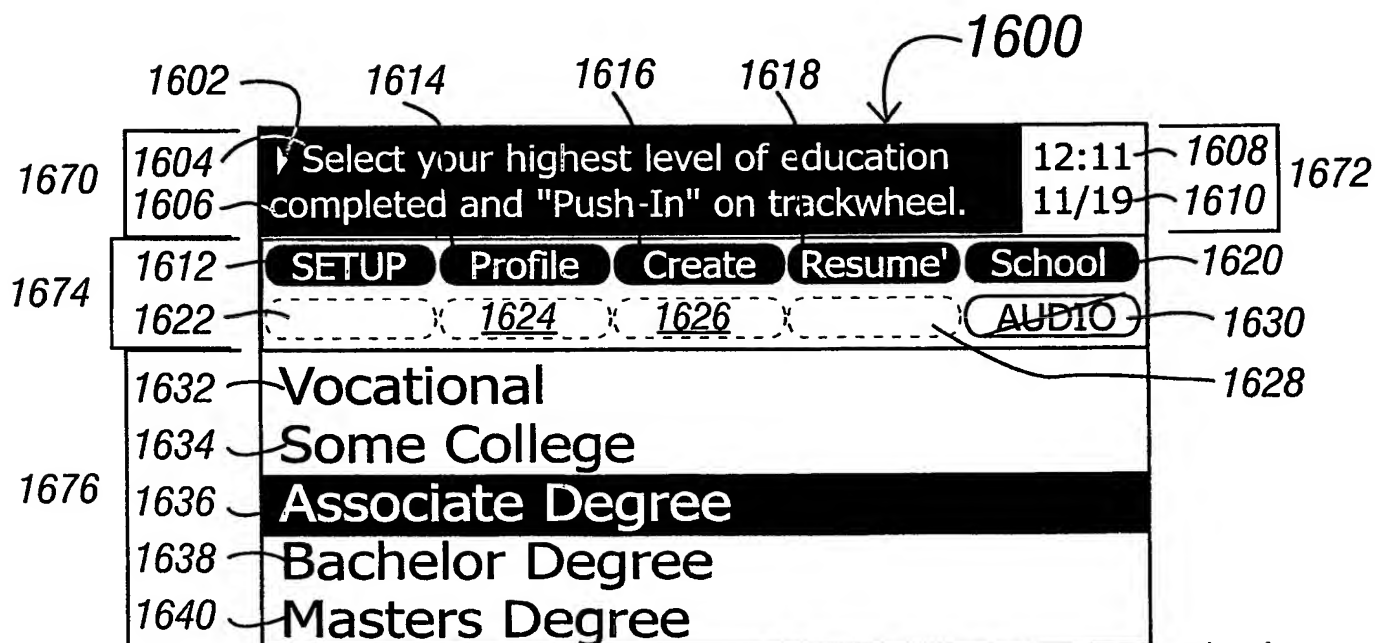 1600
1602 1614 1616 1618
1670 1604 Select your highest level of education 12:11 1608 1672
1606 completed and "Push-In" on trackwheel. 11/19 1610
1674 1612 SETUP Profile Create Resume' School 1620
1622 1624 1626 AUDIO 1630
1632 Vocational 1628
1634 Some College
1676 1636 Associate Degree
1638 Bachelor Degree
1640 Masters Degree